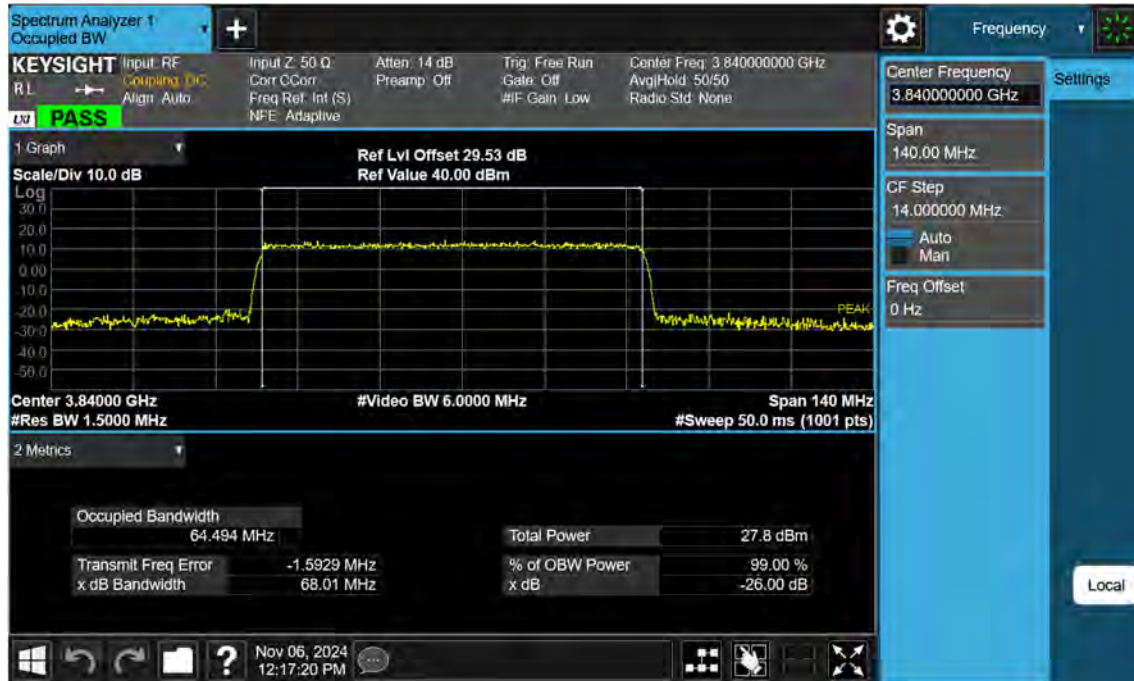 Spectrum Analyzer 1
Occupied BW
+
Frequency
KEYSIGHT
RL
LXI PASS
Input: RF
Coupling: DC
Align: Auto
Input Z: 50 Ω
Corr CCorr
Freq Ref: Int (S)
NFE: Adaptive
Atten: 14 dB
Preamp: Off
Trig: Free Run
Gate: Off
#IF Gain: Low
Center Freq: 3.840000000 GHz
Avg|Hold: 50/50
Radio Std: None
Center Frequency
3.840000000 GHz
Settings
Span
140.00 MHz
CF Step
14.000000 MHz
Auto
Man
Freq Offset
0 Hz
Local
1 Graph
Scale/Div 10.0 dB
Ref Lvl Offset 29.53 dB
Ref Value 40.00 dBm
Log
30.0
20.0
10.0
0.00
-10.0
-20.0
-30.0
-40.0
-50.0
PEAK
Center 3.84000 GHz
#Video BW 6.0000 MHz
Span 140 MHz
#Res BW 1.5000 MHz
#Sweep 50.0 ms (1001 pts)
2 Metrics
Occupied Bandwidth
64.494 MHz
Total Power 27.8 dBm
Transmit Freq Error -1.5929 MHz
% of OBW Power 99.00 %
x dB Bandwidth 68.01 MHz
x dB -26.00 dB
?
Nov 06, 2024
12:17:20 PM